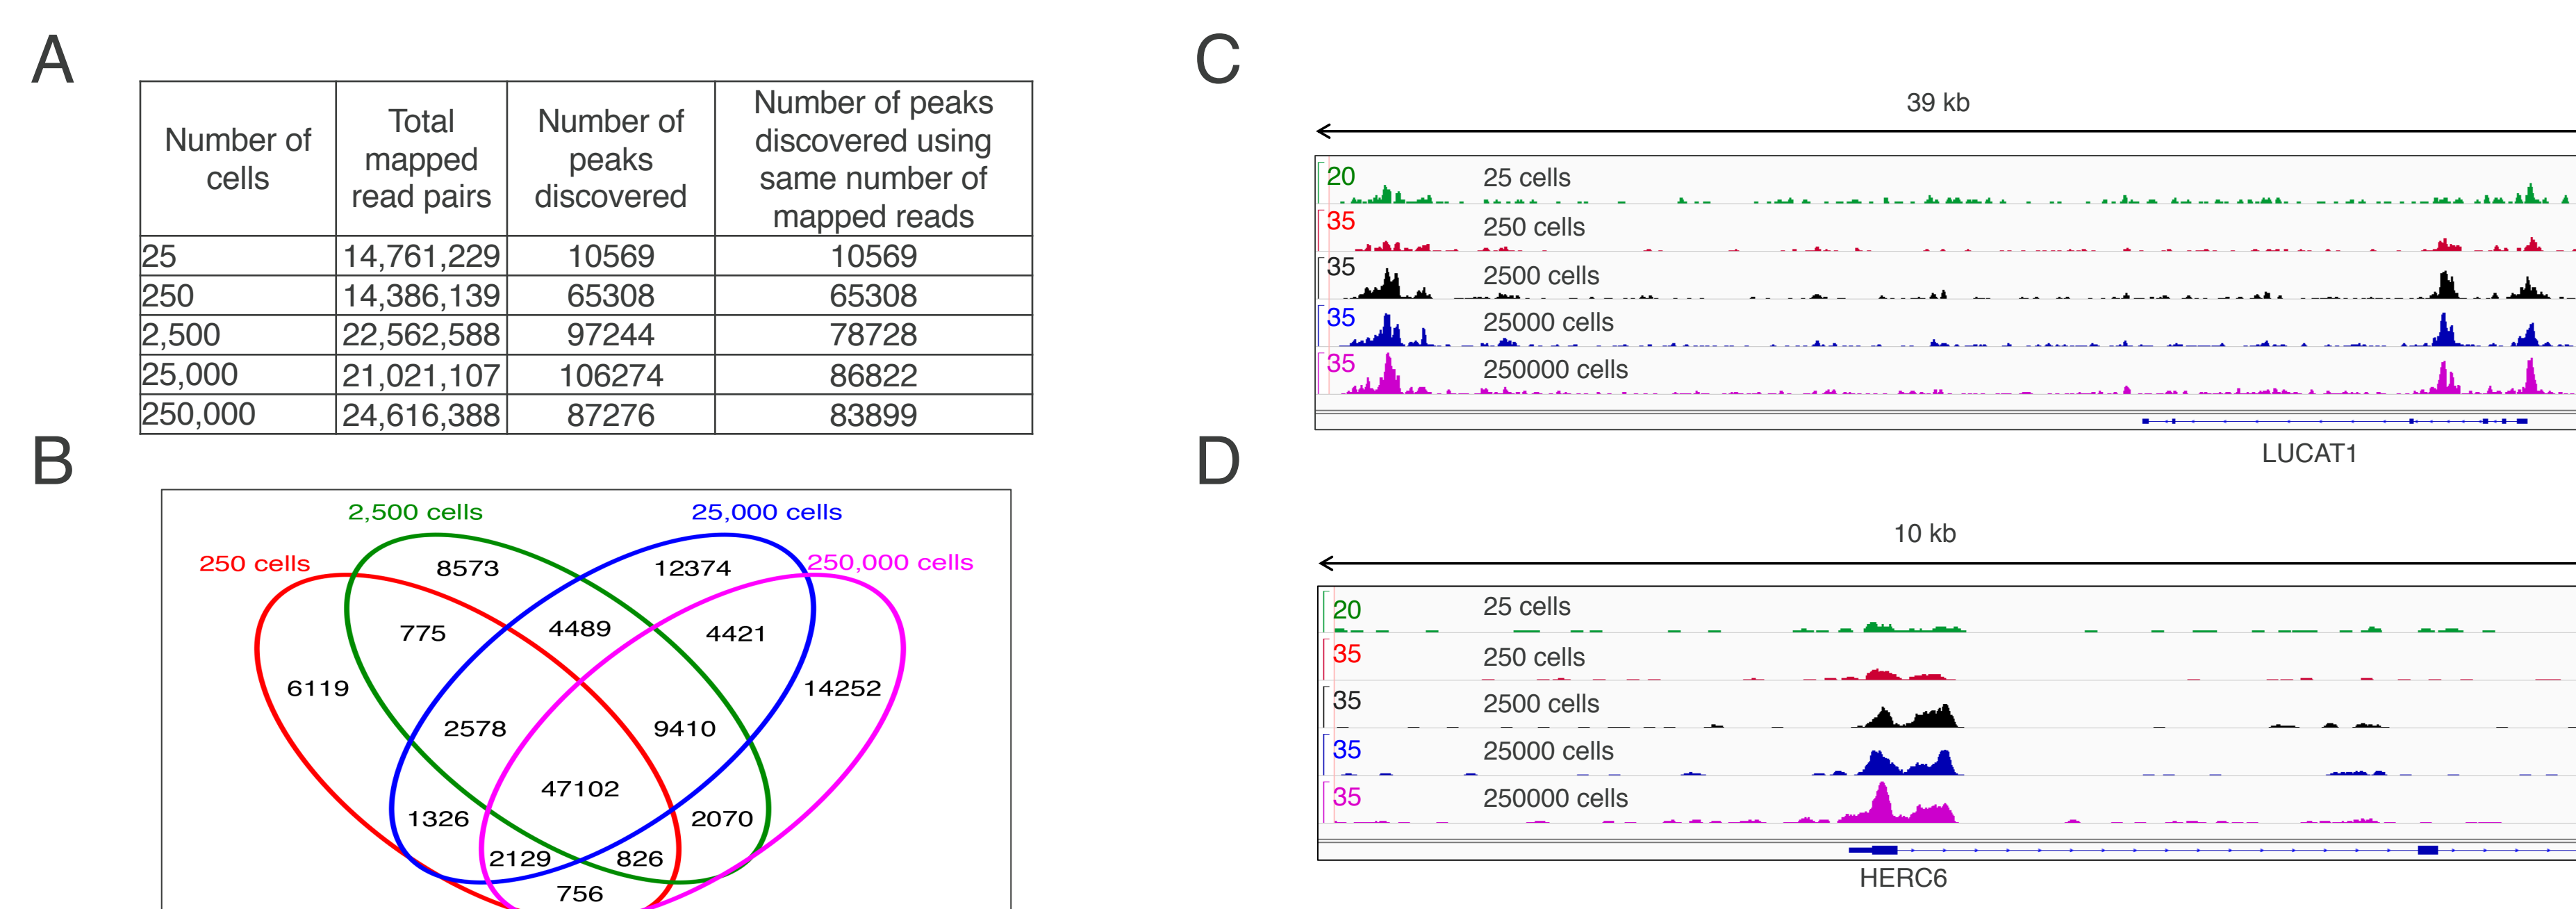 A
Number of cells
Total mapped read pairs
Number of peaks discovered
Number of peaks discovered using same number of mapped reads
25 14,761,229 10569 10569
250 14,386,139 65308 65308
2,500 22,562,588 97244 78728
25,000 21,021,107 106274 86822
250,000 24,616,388 87276 83899
B
2,500 cells 25,000 cells
250 cells 250,000 cells
8573 12374
775 4489 4421
6119 14252
2578 9410
47102
1326 2070
2129 826
756
C
39 kb
20 25 cells
35 250 cells
35 2500 cells
35 25000 cells
35 250000 cells
LUCAT1
D
10 kb
20 25 cells
35 250 cells
35 2500 cells
35 25000 cells
35 250000 cells
HERC6